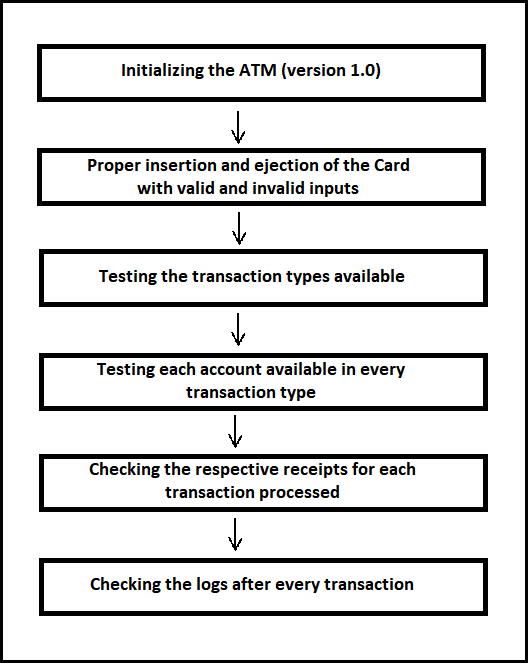 Initializing the ATM (version 1.0)
Proper insertion and ejection of the Card
with valid and invalid inputs
Testing the transaction types available
Testing each account available in every
transaction type
Checking the respective receipts for each
transaction processed
Checking the logs after every transaction